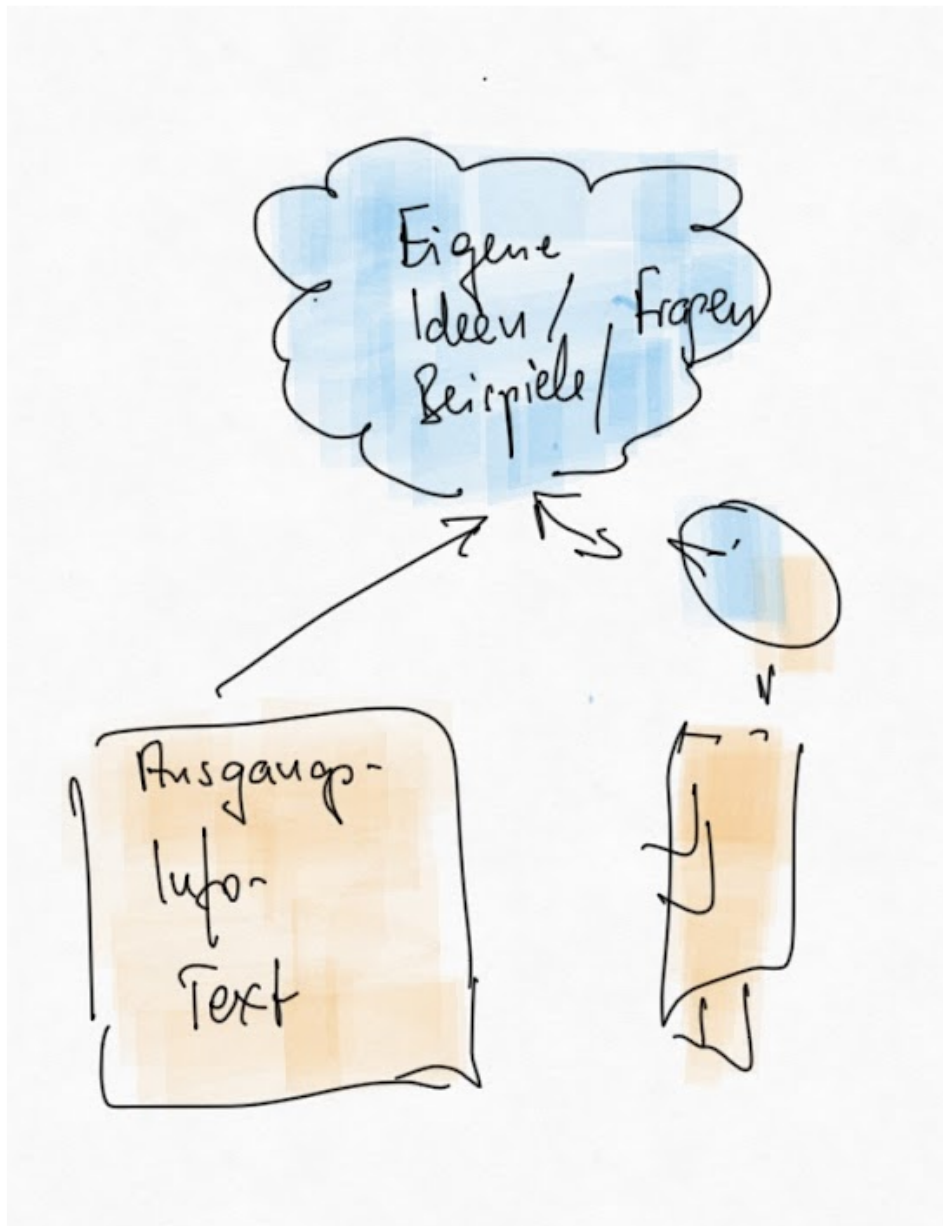 Eigene
Ideen / Fragen
Beispiele /
Ausgangs-
Info-
Text